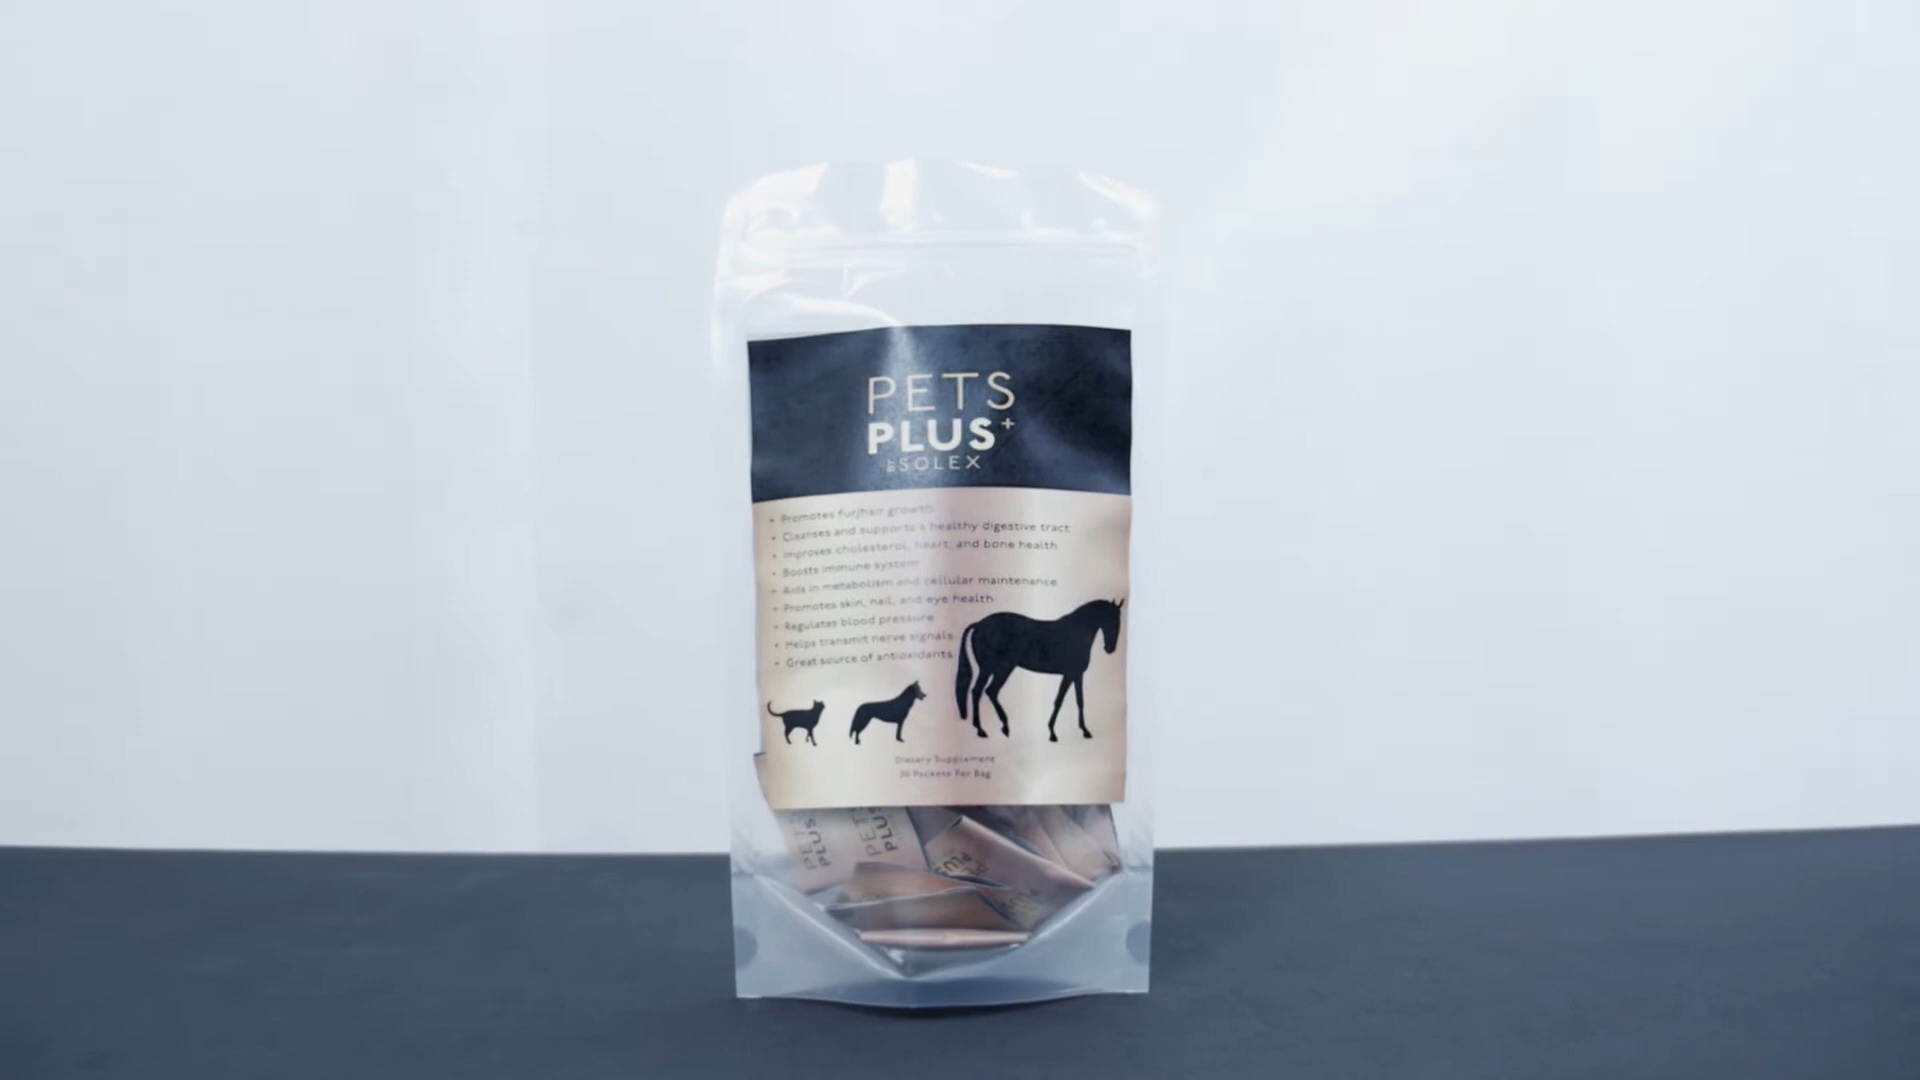 PETS
PLUS+
BY SOLEX
• Promotes fur/hair growth
• Cleanses and supports a healthy digestive tract
• Improves cholesterol, heart, and bone health
• Boosts immune system
• Aids in metabolism and cellular maintenance
• Promotes skin, nail, and eye health
• Regulates blood pressure
• Helps transmit nerve signals
• Great source of antioxidants
Dietary Supplement
30 Packets Per Bag
PETS
PLUS
PETS
PLUS
PLUS